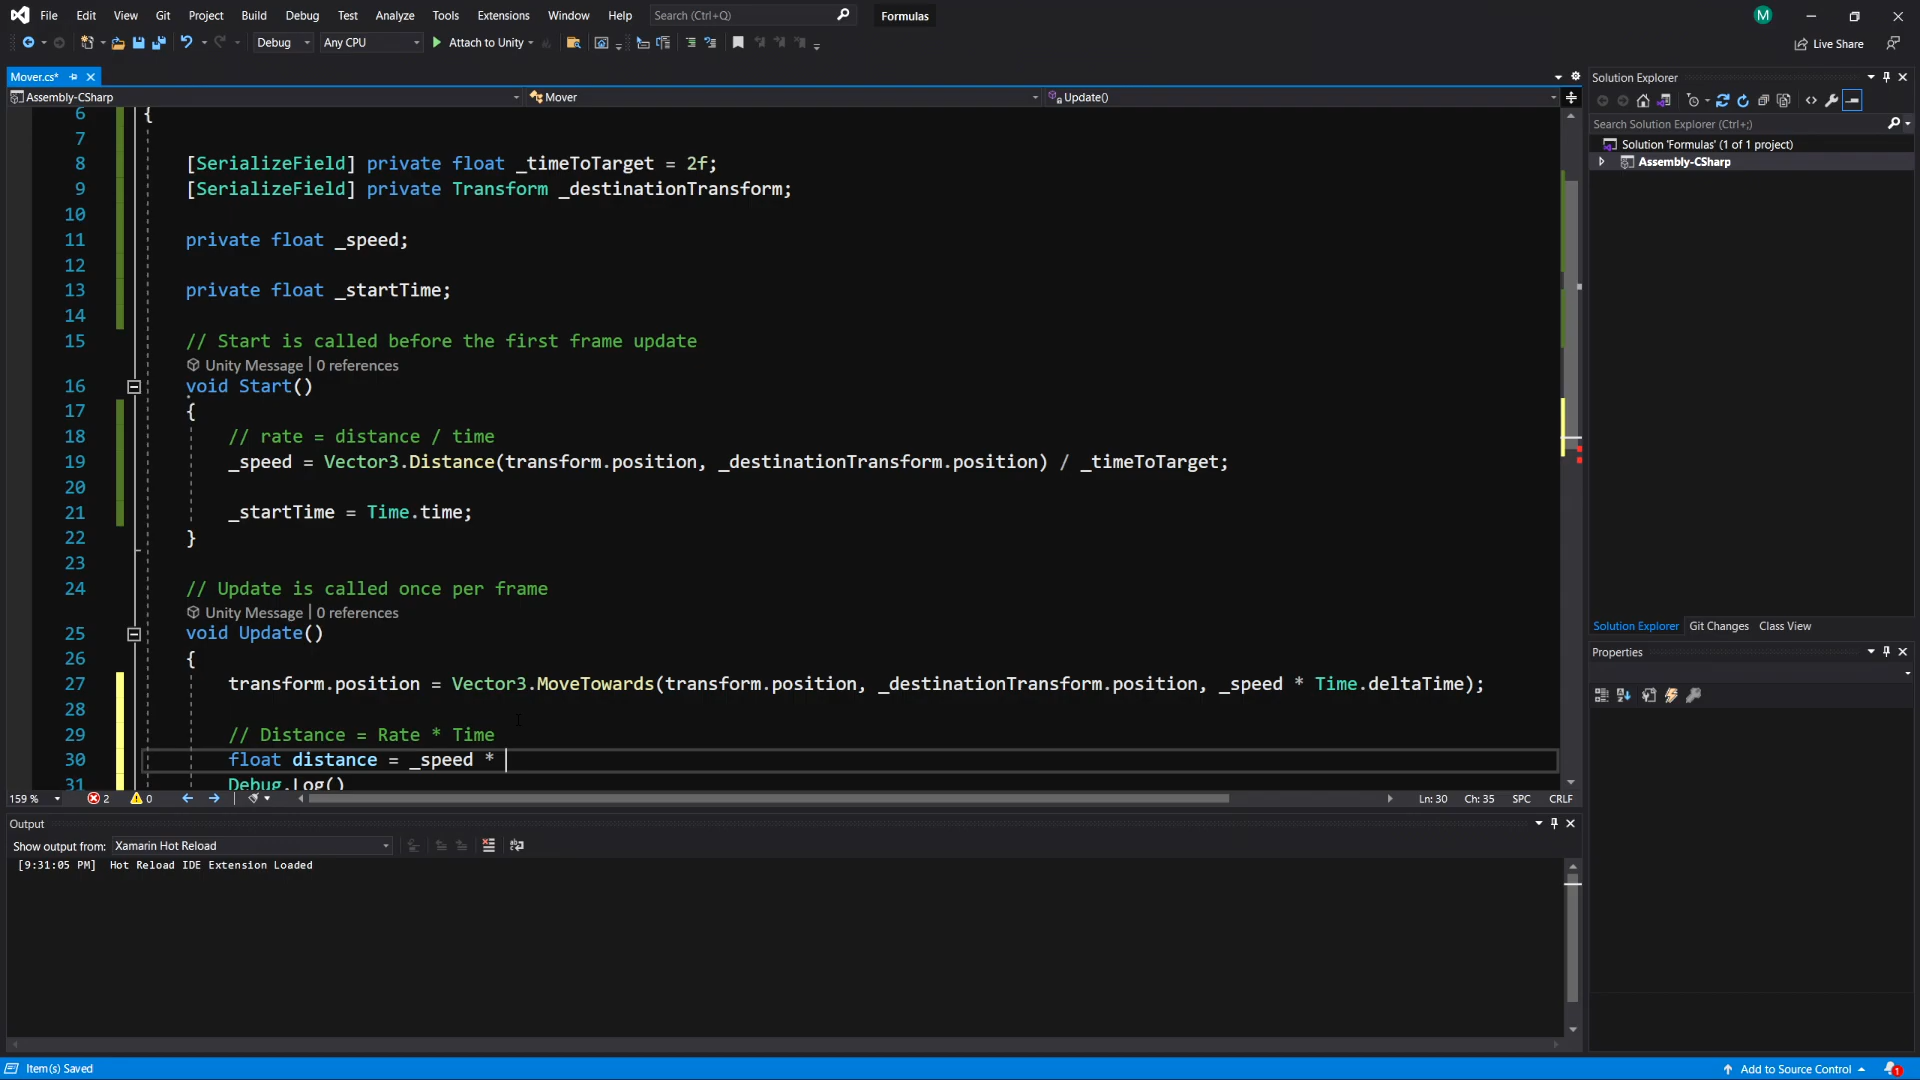 File Edit View Git Project Build Debug Test Analyze Tools Extensions Window Help Search (Ctrl+Q) Formulas M
Debug Any CPU Attach to Unity Live Share
Mover.cs*
Assembly-CSharp Mover Update()
6 {
7
8 [SerializeField] private float _timeToTarget = 2f;
9 [SerializeField] private Transform _destinationTransform;
10
11 private float _speed;
12
13 private float _startTime;
14
15 // Start is called before the first frame update
Unity Message | 0 references
16 void Start()
17 {
18 // rate = distance / time
19 _speed = Vector3.Distance(transform.position, _destinationTransform.position) / _timeToTarget;
20
21 _startTime = Time.time;
22 }
23
24 // Update is called once per frame
Unity Message | 0 references
25 void Update()
26 {
27 transform.position = Vector3.MoveTowards(transform.position, _destinationTransform.position, _speed * Time.deltaTime);
28
29 // Distance = Rate * Time
30 float distance = _speed *
31 Debug.Log()
159 % 2 0 Ln: 30 Ch: 35 SPC CRLF
Output
Show output from: Xamarin Hot Reload
[9:31:05 PM] Hot Reload IDE Extension Loaded
Solution Explorer
Search Solution Explorer (Ctrl+;)
Solution 'Formulas' (1 of 1 project)
Assembly-CSharp
Solution Explorer Git Changes Class View
Properties
Item(s) Saved Add to Source Control 1